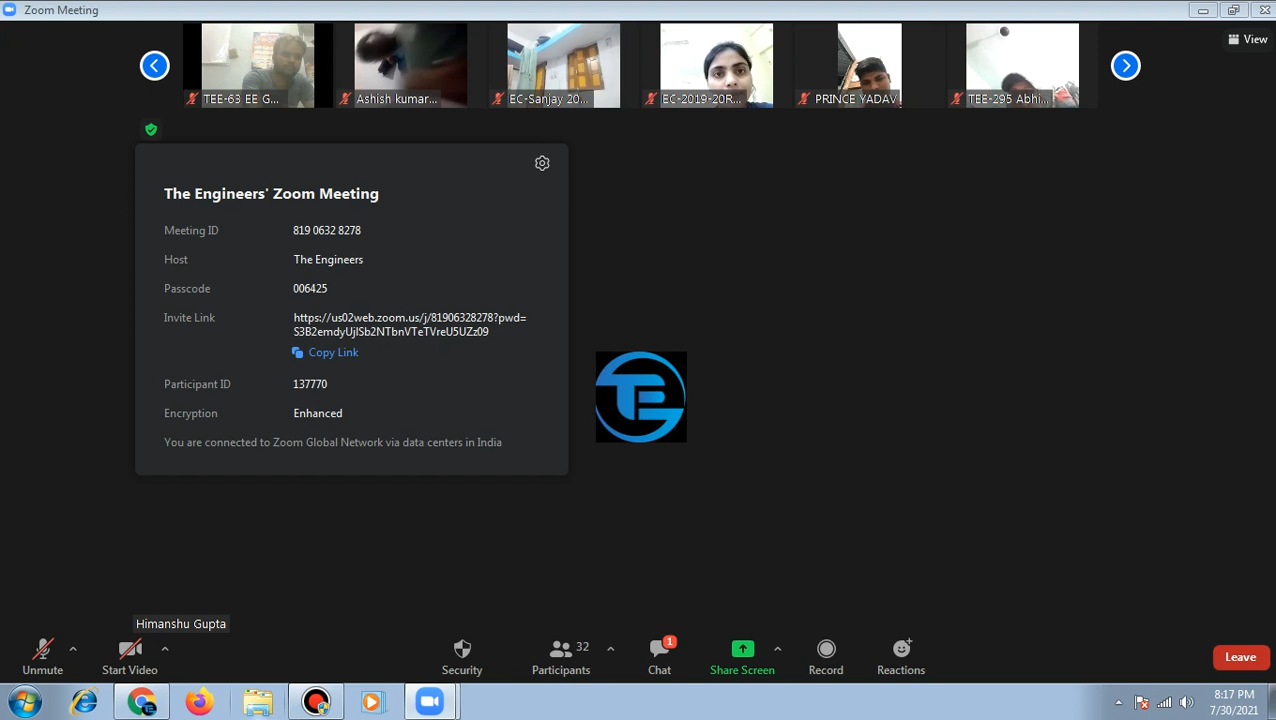 Zoom Meeting
View
TEE-63 EE G...
Ashish kumar...
EC-Sanjay 20...
EC-2019-20R...
PRINCE YADAV
TEE-295 Abhi...
The Engineers' Zoom Meeting
Meeting ID 819 0632 8278
Host The Engineers
Passcode 006425
Invite Link https://us02web.zoom.us/j/81906328278?pwd=
S3B2emdyUjlSb2NTbnVTeTVreU5UZz09
Copy Link
Participant ID 137770
Encryption Enhanced
You are connected to Zoom Global Network via data centers in India
TE
Himanshu Gupta
32
1
Unmute Start Video Security Participants Chat Share Screen Record Reactions Leave
8:17 PM
7/30/2021